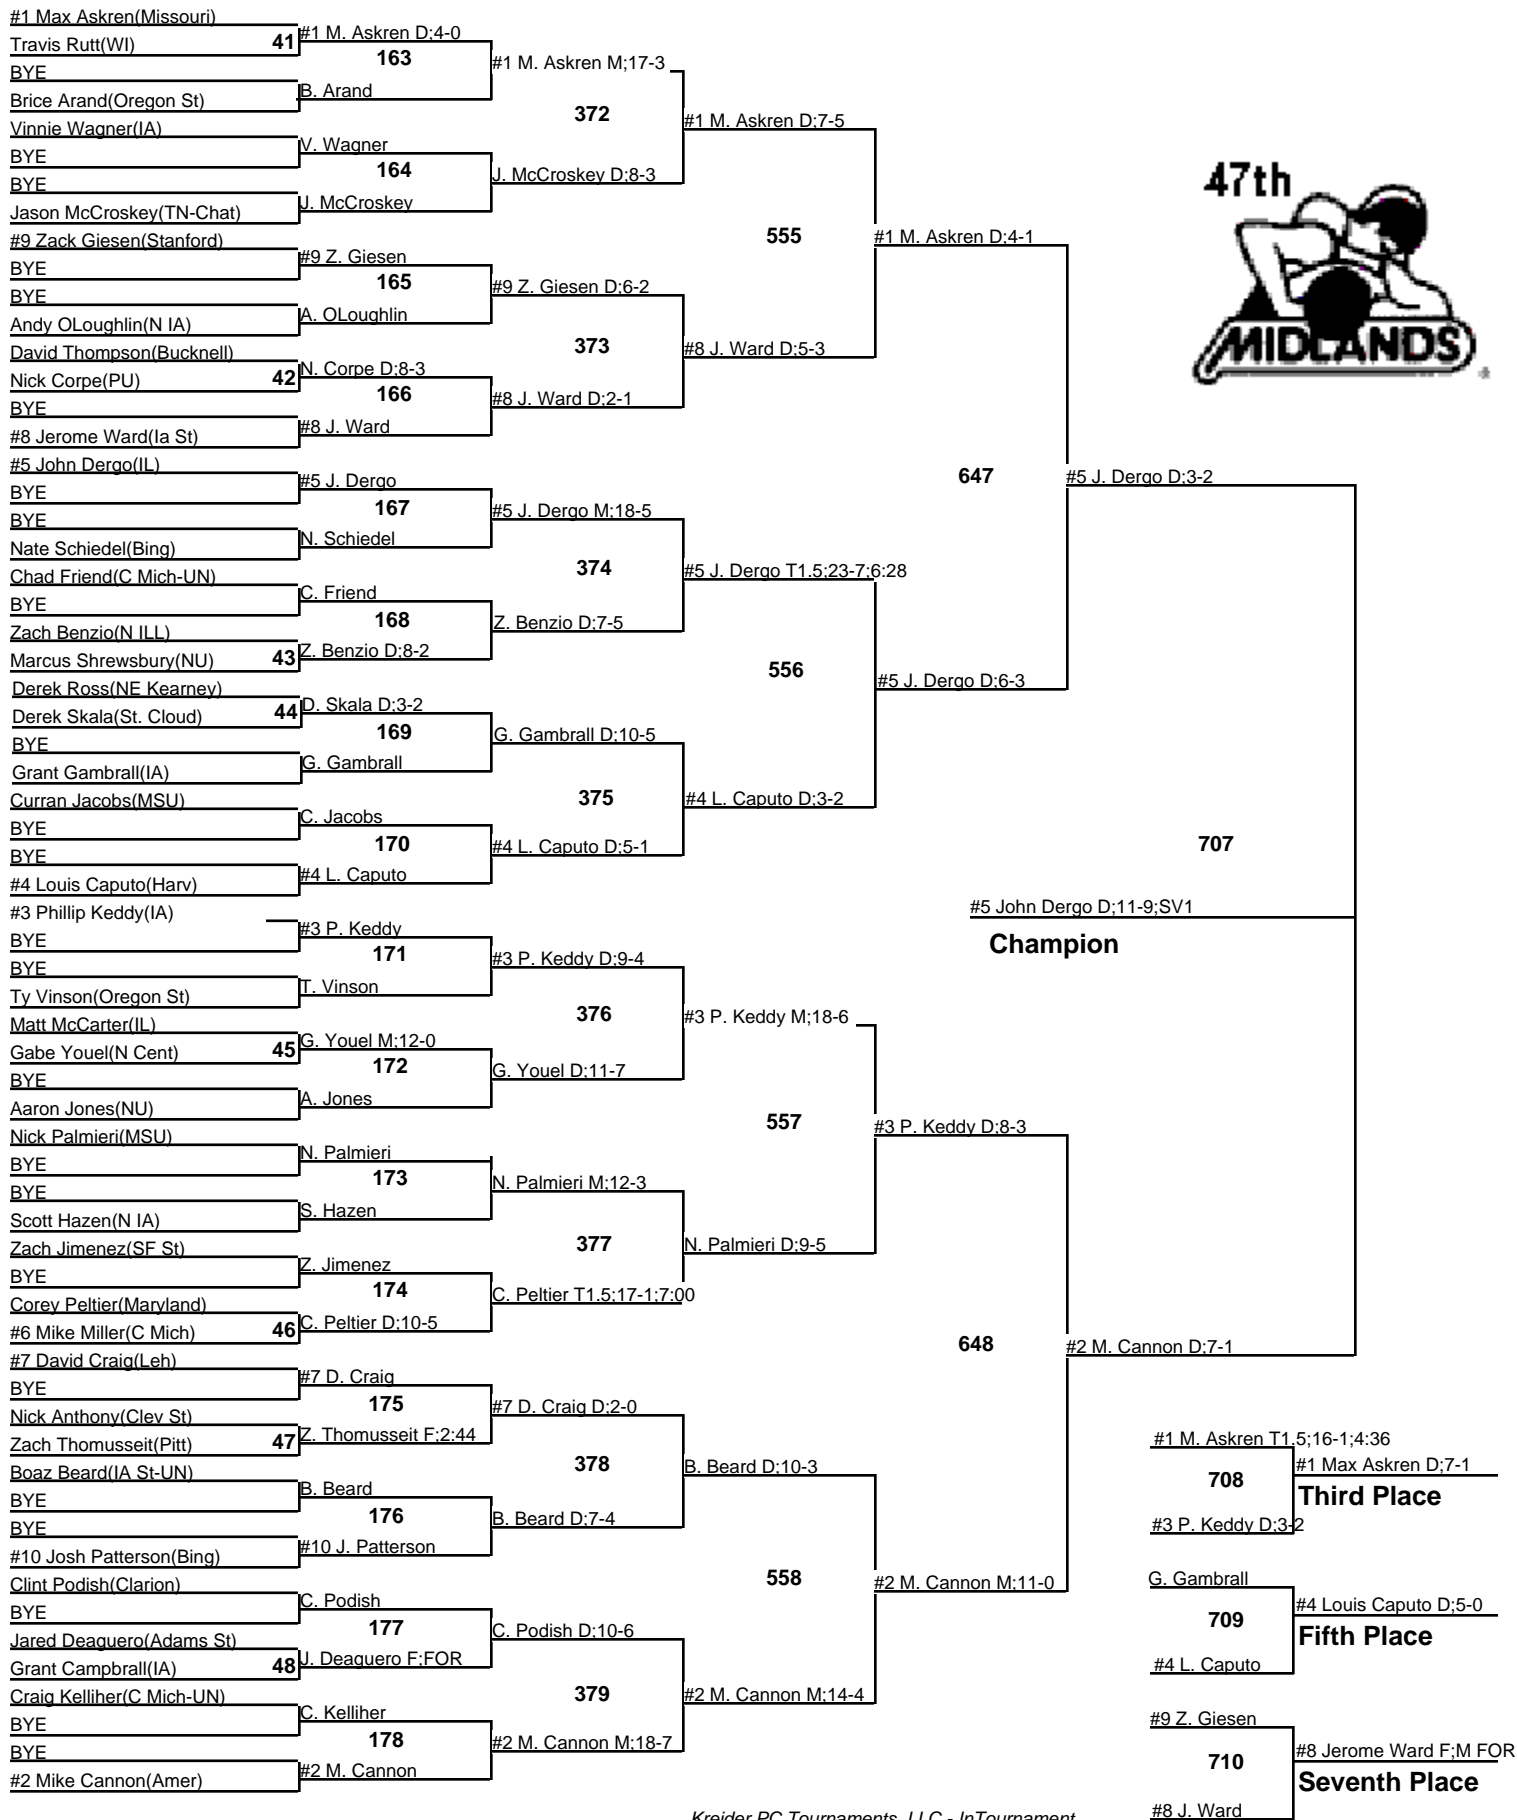 #1 Max Askren(Missouri)
Travis Rutt(WI)
BYE
Brice Arand(Oregon St)
Vinnie Wagner(IA)
BYE
BYE
Jason McCroskey(TN-Chat)
#9 Zack Giesen(Stanford)
BYE
BYE
Andy OLoughlin(N IA)
David Thompson(Bucknell)
Nick Corpe(PU)
BYE
#8 Jerome Ward(Ia St)
#5 John Dergo(IL)
BYE
BYE
Nate Schiedel(Bing)
Chad Friend(C Mich-UN)
BYE
Zach Benzio(N ILL)
Marcus Shrewsbury(NU)
Derek Ross(NE Kearney)
Derek Skala(St. Cloud)
BYE
Grant Gambrall(IA)
Curran Jacobs(MSU)
BYE
BYE
#4 Louis Caputo(Harv)
#3 Phillip Keddy(IA)
BYE
BYE
Ty Vinson(Oregon St)
Matt McCarter(IL)
Gabe Youel(N Cent)
BYE
Aaron Jones(NU)
Nick Palmieri(MSU)
BYE
BYE
Scott Hazen(N IA)
Zach Jimenez(SF St)
BYE
Corey Peltier(Maryland)
#6 Mike Miller(C Mich)
#7 David Craig(Leh)
BYE
Nick Anthony(Clev St)
Zach Thomusseit(Pitt)
Boaz Beard(IA St-UN)
BYE
BYE
#10 Josh Patterson(Bing)
Clint Podish(Clarion)
BYE
Jared Deaguero(Adams St)
Grant Campbrall(IA)
Craig Kelliher(C Mich-UN)
BYE
BYE
#2 Mike Cannon(Amer)
41
42
43
44
45
46
47
48
#1 M. Askren D;4-0
163
B. Arand
V. Wagner
164
J. McCroskey
#9 Z. Giesen
165
A. OLoughlin
N. Corpe D;8-3
166
#8 J. Ward
#5 J. Dergo
167
N. Schiedel
C. Friend
168
Z. Benzio D;8-2
D. Skala D;3-2
169
G. Gambrall
C. Jacobs
170
#4 L. Caputo
#3 P. Keddy
171
T. Vinson
G. Youel M;12-0
172
A. Jones
N. Palmieri
173
S. Hazen
Z. Jimenez
174
C. Peltier D;10-5
#7 D. Craig
175
Z. Thomusseit F;2:44
B. Beard
176
#10 J. Patterson
C. Podish
177
J. Deaguero F;FOR
C. Kelliher
178
#2 M. Cannon
#1 M. Askren M;17-3
372
J. McCroskey D;8-3
#9 Z. Giesen D;6-2
373
#8 J. Ward D;2-1
#5 J. Dergo M;18-5
374
Z. Benzio D;7-5
G. Gambrall D;10-5
375
#4 L. Caputo D;5-1
#3 P. Keddy D;9-4
376
G. Youel D;11-7
N. Palmieri M;12-3
377
C. Peltier T1.5;17-1;7:00
#7 D. Craig D;2-0
378
B. Beard D;7-4
C. Podish D;10-6
379
#2 M. Cannon M;18-7
#1 M. Askren D;7-5
555
#8 J. Ward D;5-3
#5 J. Dergo T1.5;23-7;6:28
556
#4 L. Caputo D;3-2
#3 P. Keddy M;18-6
557
N. Palmieri D;9-5
B. Beard D;10-3
558
#2 M. Cannon M;14-4
#1 M. Askren D;4-1
647
#5 J. Dergo D;6-3
#3 P. Keddy D;8-3
648
#2 M. Cannon M;11-0
#5 J. Dergo D;3-2
707
#2 M. Cannon D;7-1
#5 John Dergo D;11-9;SV1
Champion
47th
MIDLANDS
#1 M. Askren T1.5;16-1;4:36
708
#3 P. Keddy D;3-2
#1 Max Askren D;7-1
Third Place
G. Gambrall
709
#4 L. Caputo
#4 Louis Caputo D;5-0
Fifth Place
#9 Z. Giesen
710
#8 J. Ward
#8 Jerome Ward F;M FOR
Seventh Place
Kreider PC Tournaments, LLC - InTournament